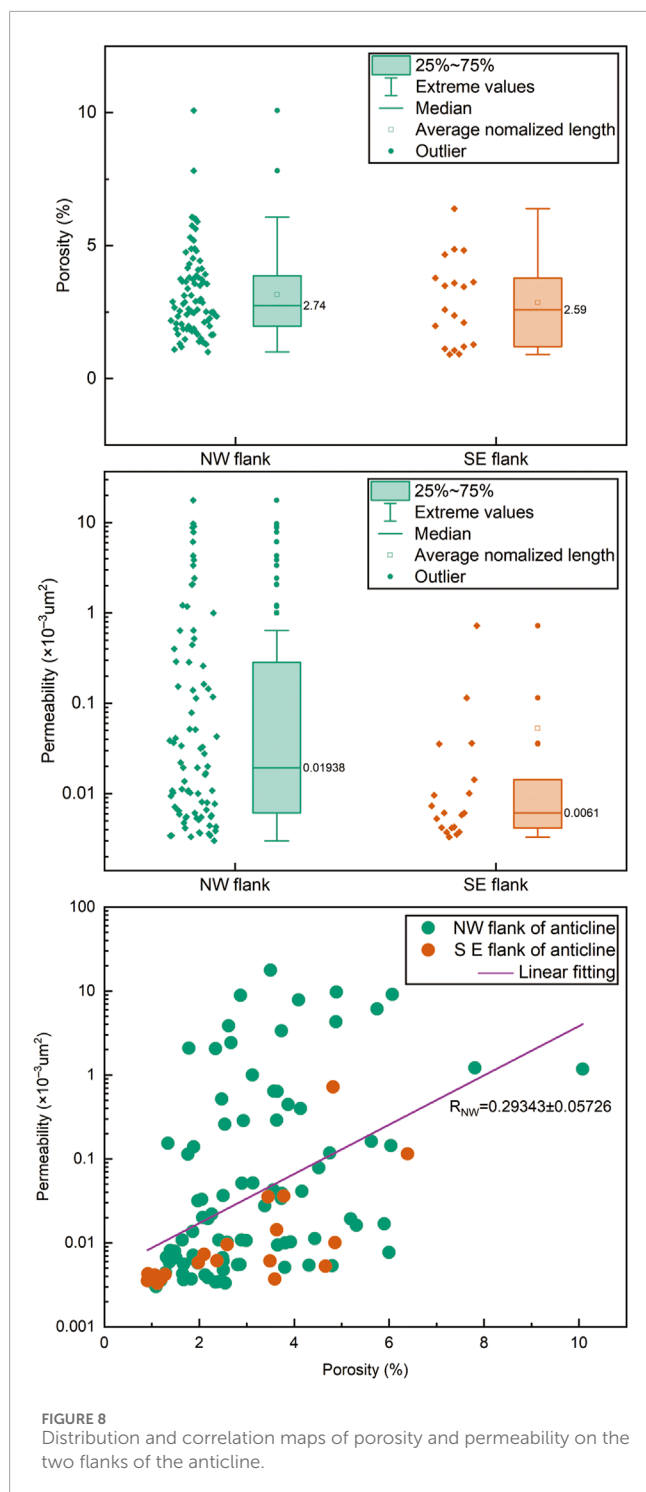 25%~75%
Extreme values
Median
Average nomalized length
Outlier
10
5
0
Porosity (%)
2.74
2.59
NW flank
SE flank
25%~75%
Extreme values
Median
Average nomalized length
Outlier
10
1
0.1
0.01
Permeability (×10⁻³um²)
0.01938
0.0061
NW flank
SE flank
NW flank of anticline
S E flank of anticline
Linear fitting
100
10
1
0.1
0.01
0.001
Permeability (×10⁻³um²)
R_NW=0.29343±0.05726
2
4
6
8
10
Porosity (%)
FIGURE 8
Distribution and correlation maps of porosity and permeability on the
two flanks of the anticline.